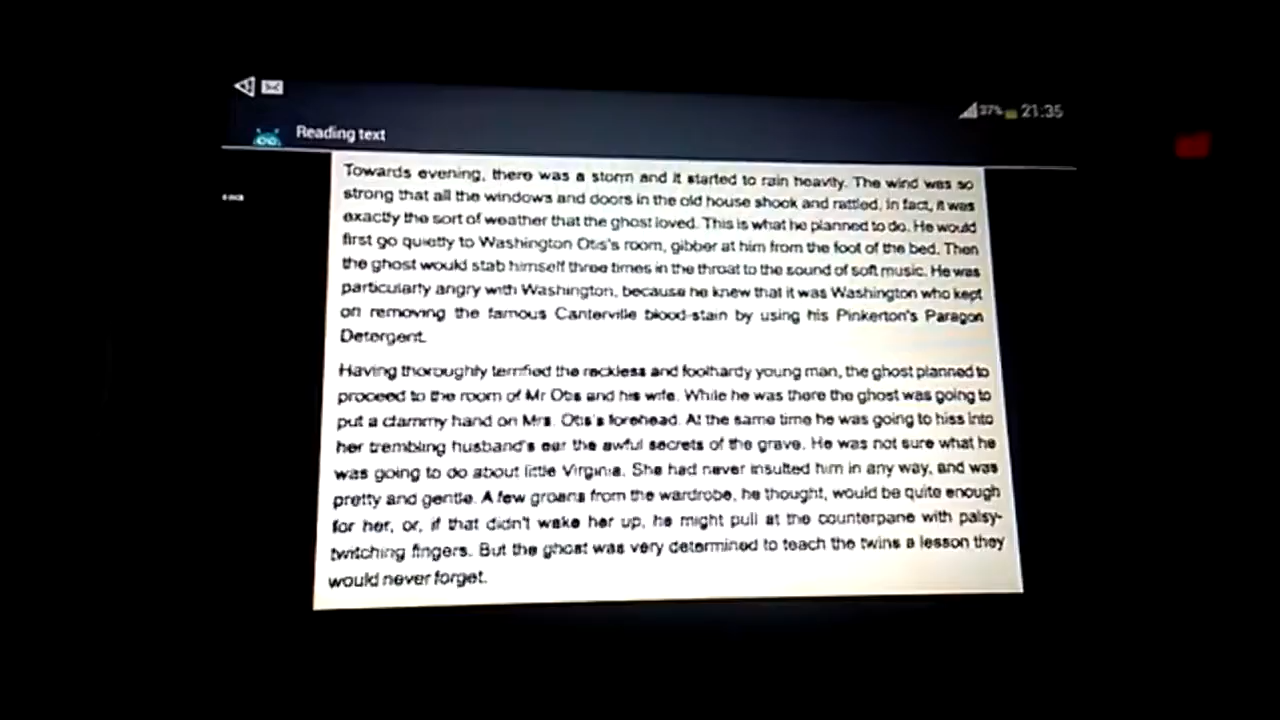 37% 21:35
Reading text
Towards evening, there was a storm and it started to rain heavily. The wind was so
strong that all the windows and doors in the old house shook and rattled. In fact, it was
exactly the sort of weather that the ghost loved. This is what he planned to do. He would
first go quietly to Washington Otis's room, gibber at him from the foot of the bed. Then
the ghost would stab himself three times in the throat to the sound of soft music. He was
particularly angry with Washington, because he knew that it was Washington who kept
on removing the famous Canterville blood-stain by using his Pinkerton's Paragon
Detergent.
Having thoroughly terrified the reckless and foolhardy young man, the ghost planned to
proceed to the room of Mr Otis and his wife. While he was there the ghost was going to
put a clammy hand on Mrs. Otis's forehead. At the same time he was going to hiss into
her trembling husband's ear the awful secrets of the grave. He was not sure what he
was going to do about little Virginia. She had never insulted him in any way, and was
pretty and gentle. A few groans from the wardrobe, he thought, would be quite enough
for her, or, if that didn't wake her up, he might pull at the counterpane with palsy-
twitching fingers. But the ghost was very determined to teach the twins a lesson they
would never forget.